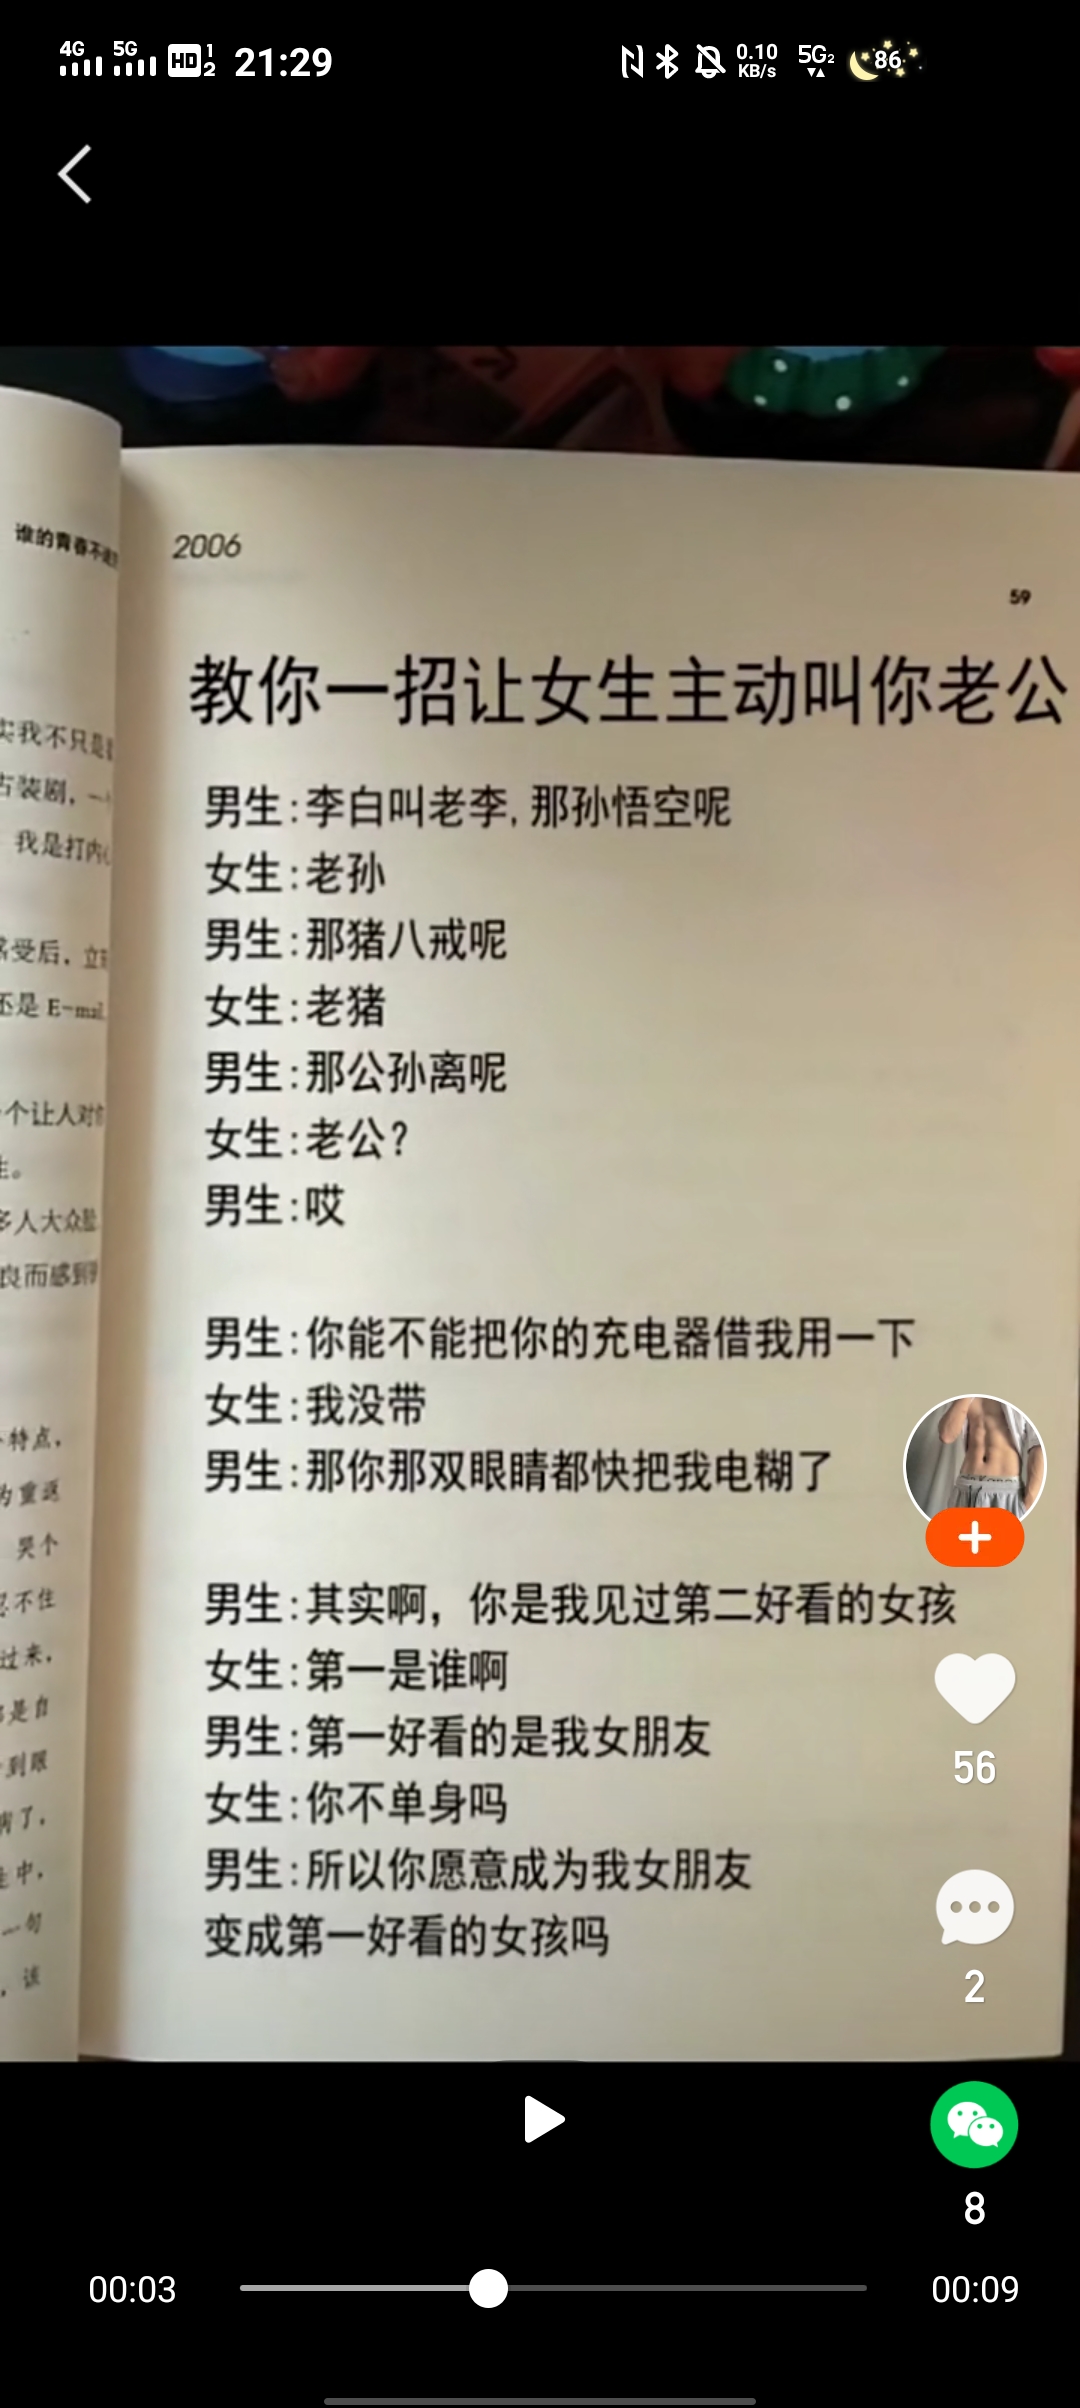 4G 5G HD 1 2 21:29 0.10 KB/s 5G2 86
谁的青春不
2006
59
教你一招让女生主动叫你老公
实我不只是
古装剧，一
我是打内
受后，立
还是 E-mai
个让人对
生。
多人大众脸
良而感到
特点，
为重返
哭个
忍不住
过来，
是自
到眼
病了，
生中，
一句
，该
男生:李白叫老李,那孙悟空呢
女生:老孙
男生:那猪八戒呢
女生:老猪
男生:那公孙离呢
女生:老公?
男生:哎
男生:你能不能把你的充电器借我用一下
女生:我没带
男生:那你那双眼睛都快把我电糊了
男生:其实啊，你是我见过第二好看的女孩
女生:第一是谁啊
男生:第一好看的是我女朋友
女生:你不单身吗
男生:所以你愿意成为我女朋友
变成第一好看的女孩吗
56
2
8
00:03
00:09